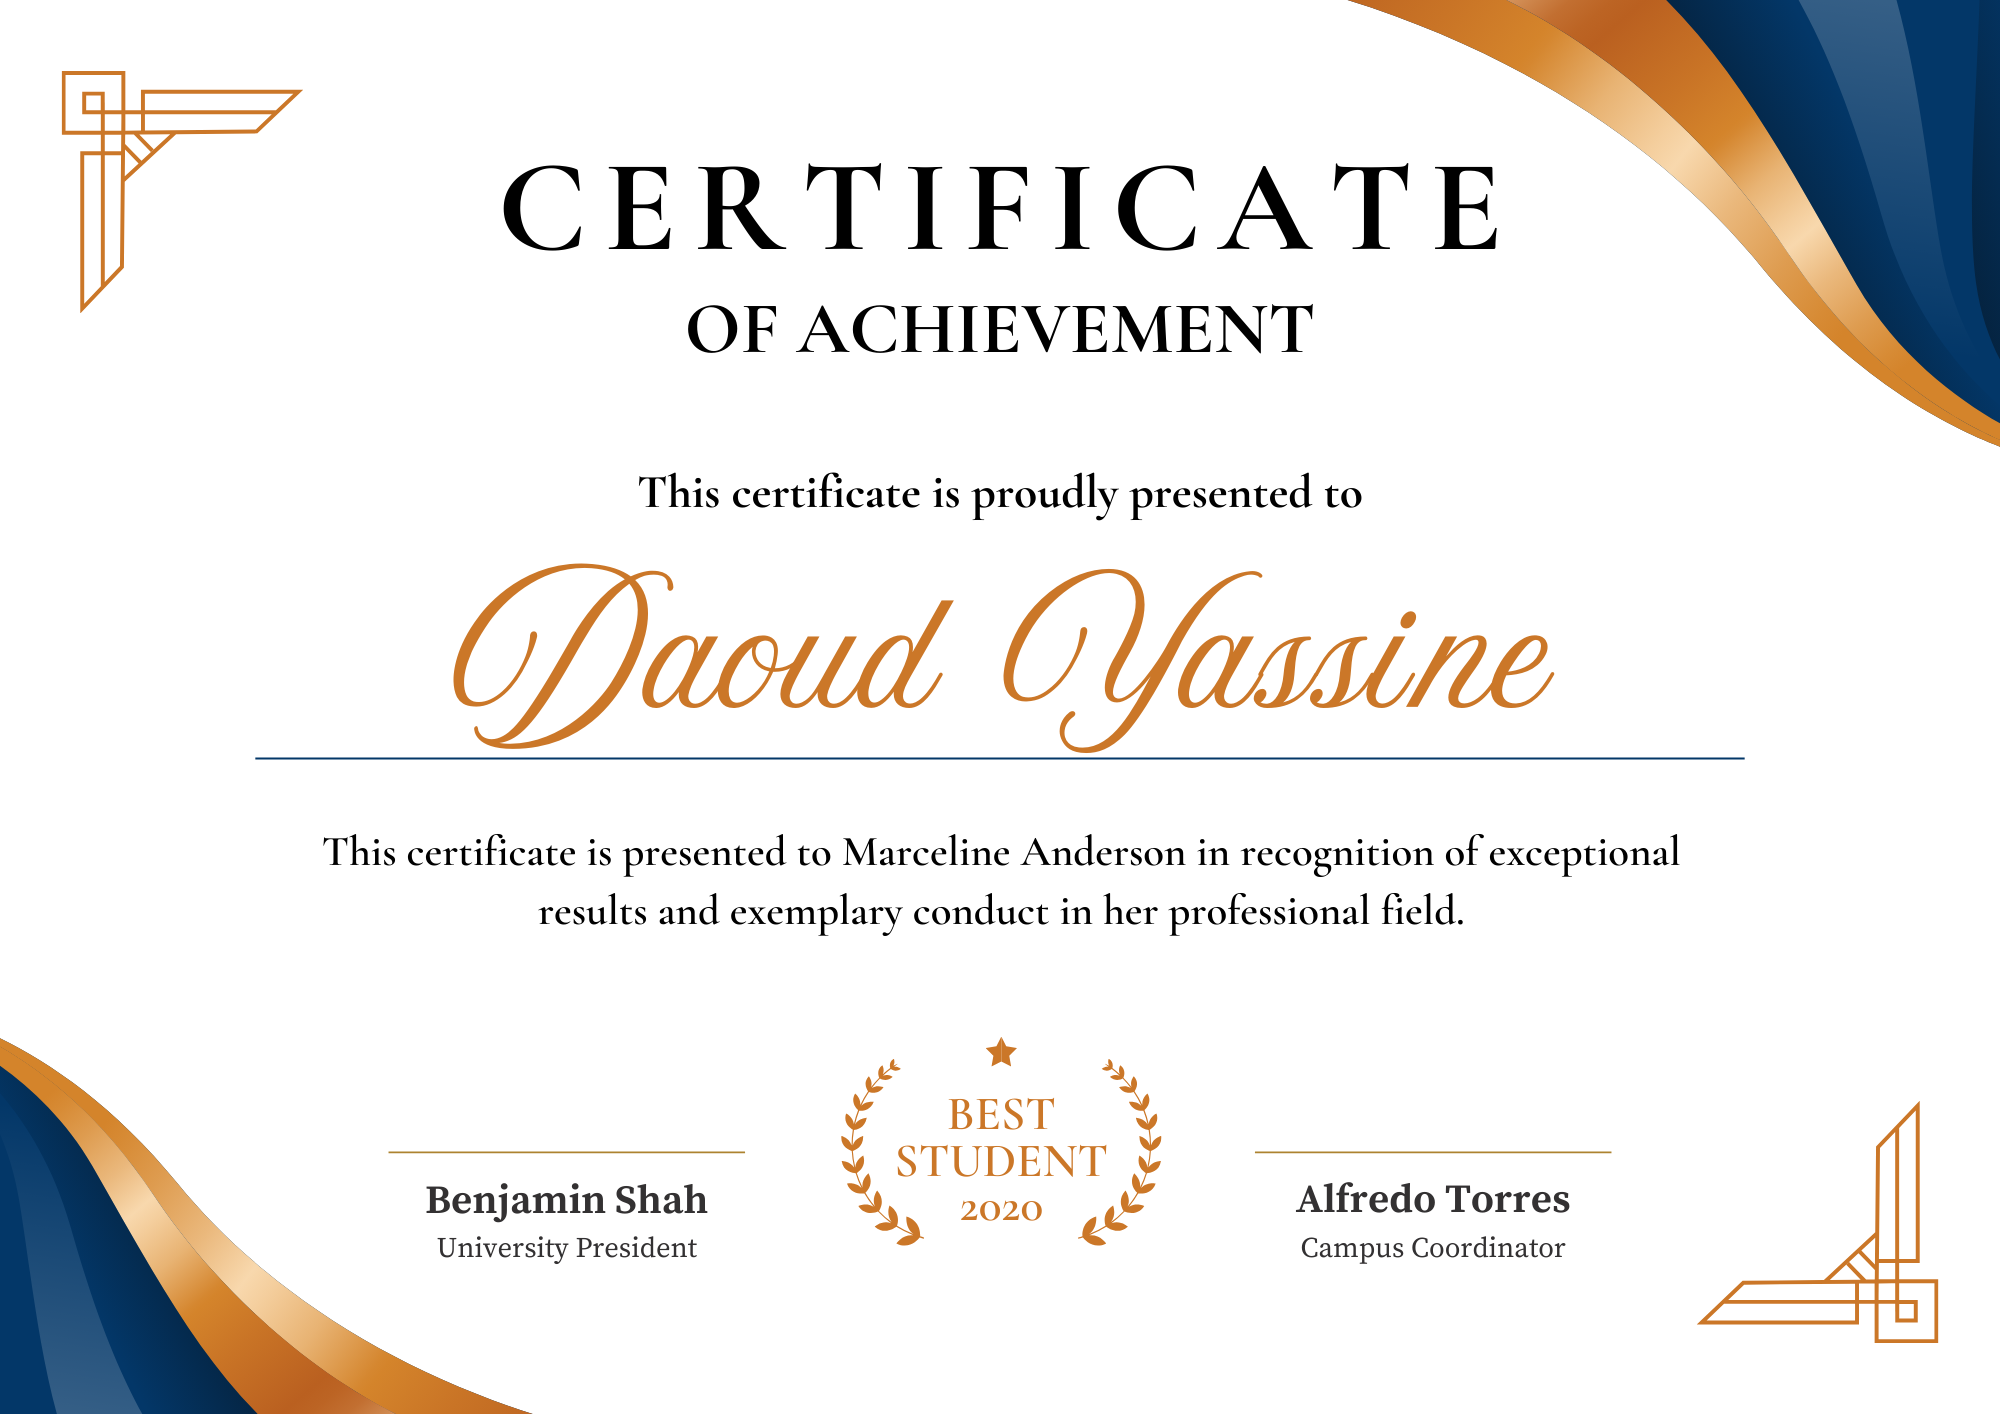 CERTIFICATE
OF ACHIEVEMENT
This certificate is proudly presented to
Daoud Yassine
This certificate is presented to Marceline Anderson in recognition of exceptional
results and exemplary conduct in her professional field.
BEST
STUDENT
2020
Benjamin Shah
University President
Alfredo Torres
Campus Coordinator